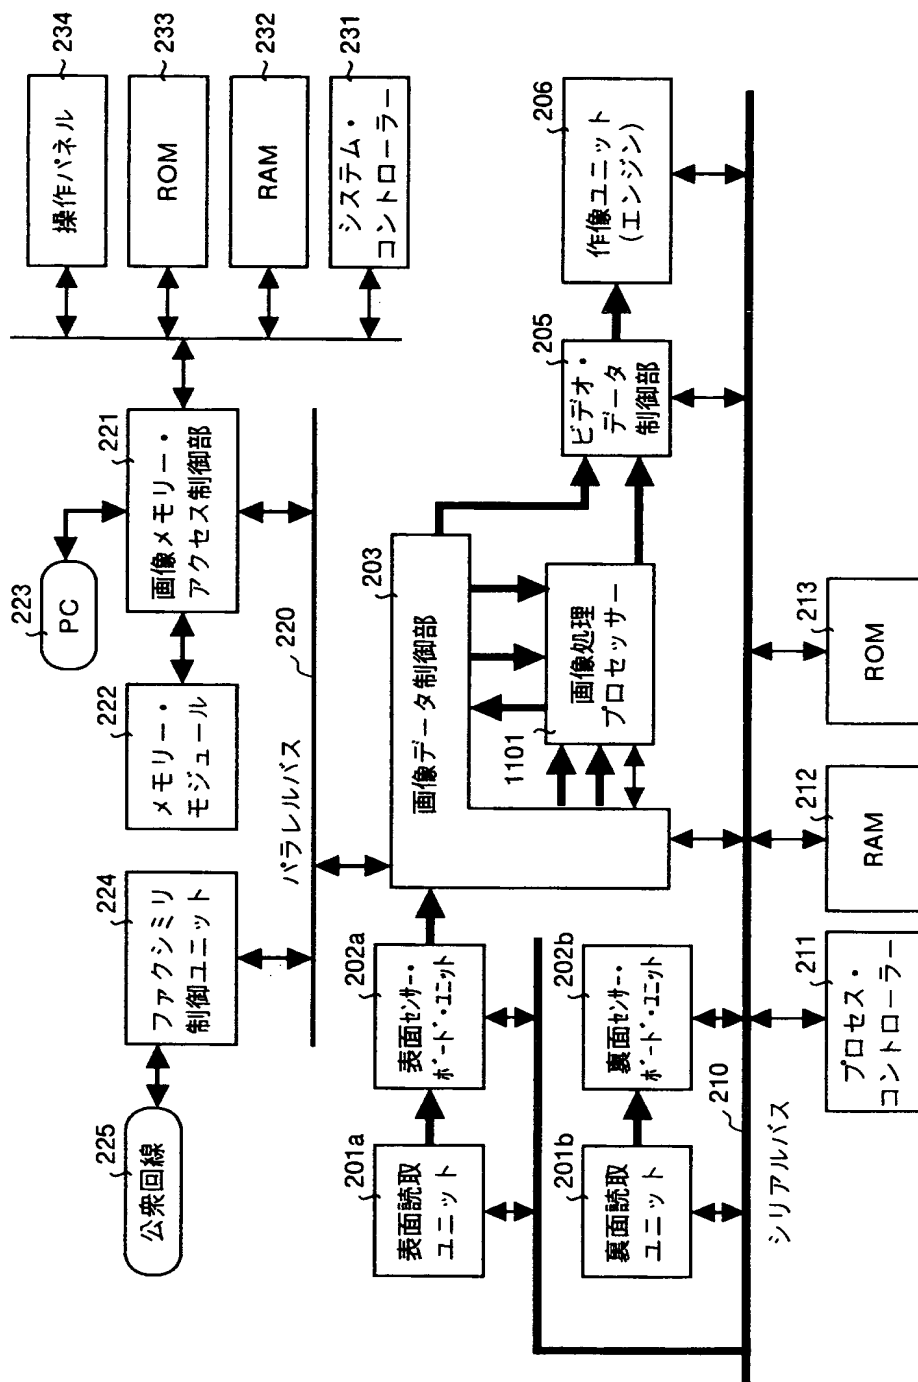 225
公衆回線
224
ファクシミリ
制御ユニット
222
メモリー・
モジュール
223
PC
221
画像メモリー・
アクセス制御部
234
操作パネル
233
ROM
232
RAM
231
システム・
コントローラー
パラレルバス
220
201a
表面読取
ユニット
202a
表面センサー・
ボード・ユニット
203
画像データ制御部
1101
画像処理
プロセッサー
205
ビデオ・
データ
制御部
206
作像ユニット
(エンジン)
201b
裏面読取
ユニット
202b
裏面センサー・
ボード・ユニット
210
シリアルバス
211
プロセス・
コントローラー
212
RAM
213
ROM